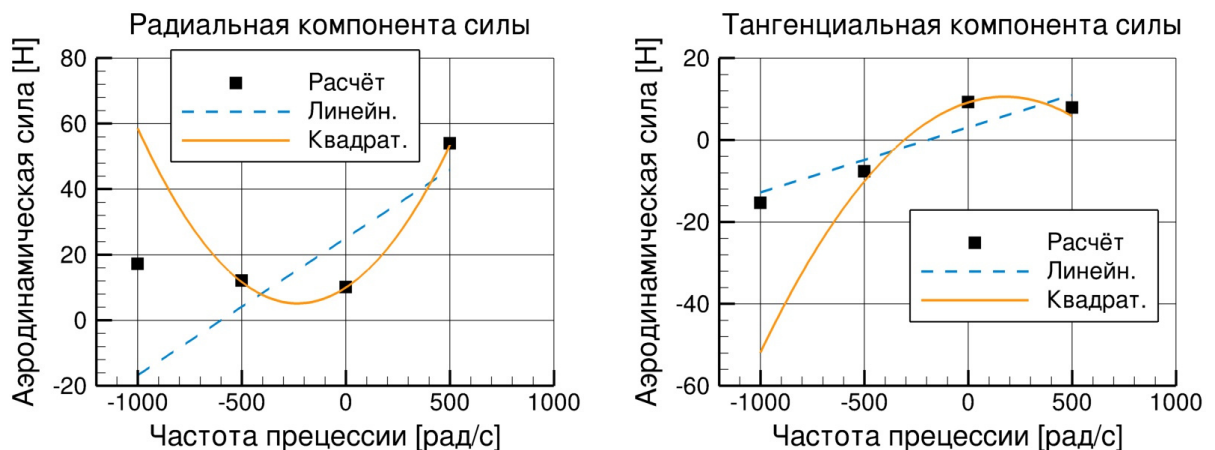 Радиальная компонента силы
Аэродинамическая сила [Н]
80
60
40
20
0
-20
Расчёт
Линейн.
Квадрат.
-1000 -500 0 500 1000
Частота прецессии [рад/с]
Тангенциальная компонента силы
Аэродинамическая сила [Н]
20
0
-20
-40
-60
Расчёт
Линейн.
Квадрат.
-1000 -500 0 500 1000
Частота прецессии [рад/с]